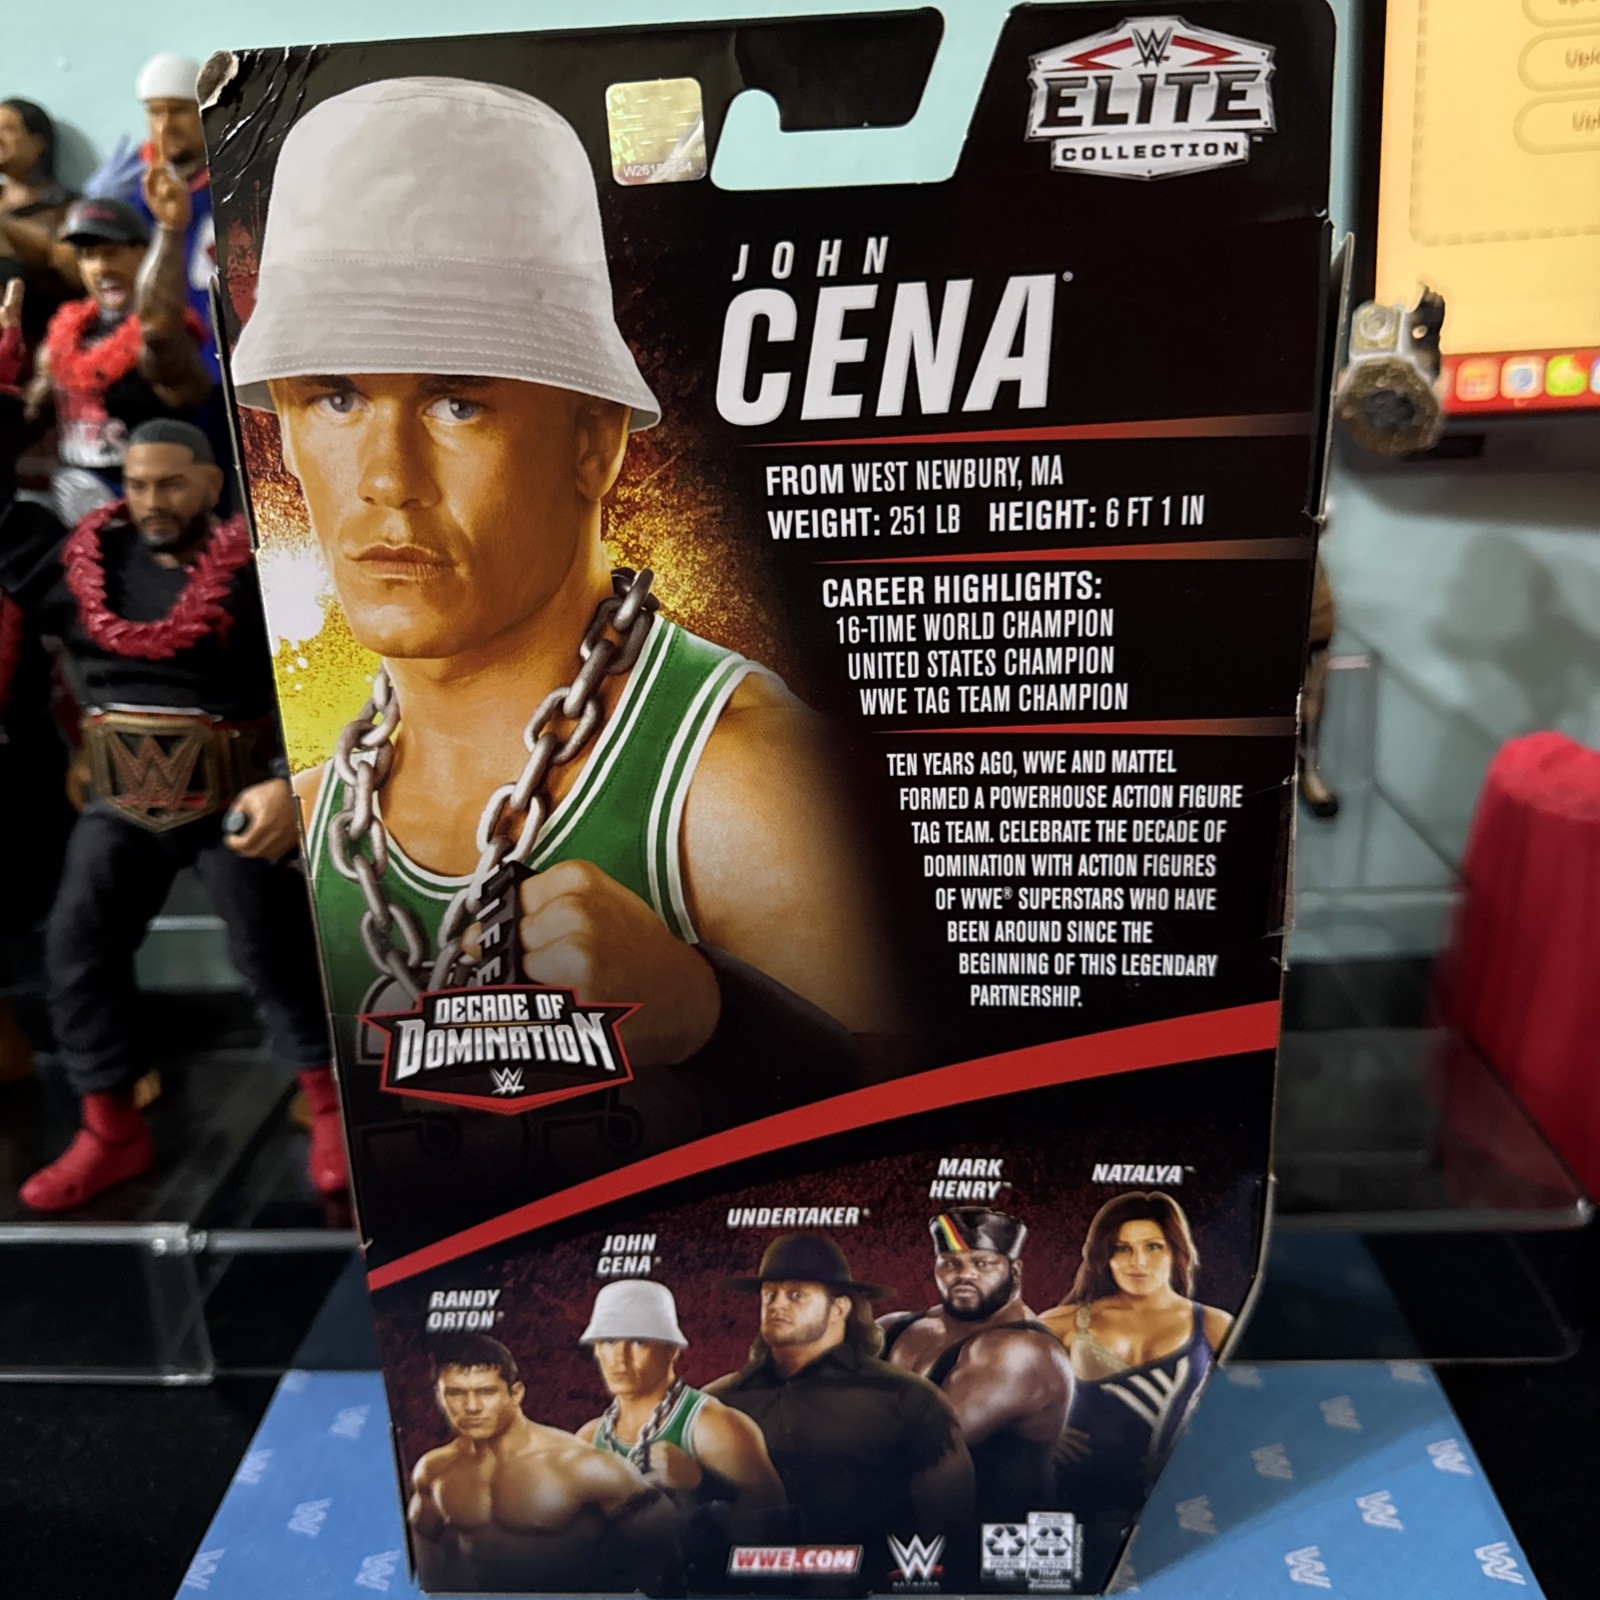 ELITE
COLLECTION™
JOHN
CENA®
FROM WEST NEWBURY, MA
WEIGHT: 251 LB HEIGHT: 6 FT 1 IN
CAREER HIGHLIGHTS:
16-TIME WORLD CHAMPION
UNITED STATES CHAMPION
WWE TAG TEAM CHAMPION
TEN YEARS AGO, WWE AND MATTEL
FORMED A POWERHOUSE ACTION FIGURE
TAG TEAM. CELEBRATE THE DECADE OF
DOMINATION WITH ACTION FIGURES
OF WWE® SUPERSTARS WHO HAVE
BEEN AROUND SINCE THE
BEGINNING OF THIS LEGENDARY
PARTNERSHIP.
DECADE OF
DOMINATION
RANDY
ORTON®
JOHN
CENA®
UNDERTAKER®
MARK
HENRY™
NATALYA™
WWE.COM